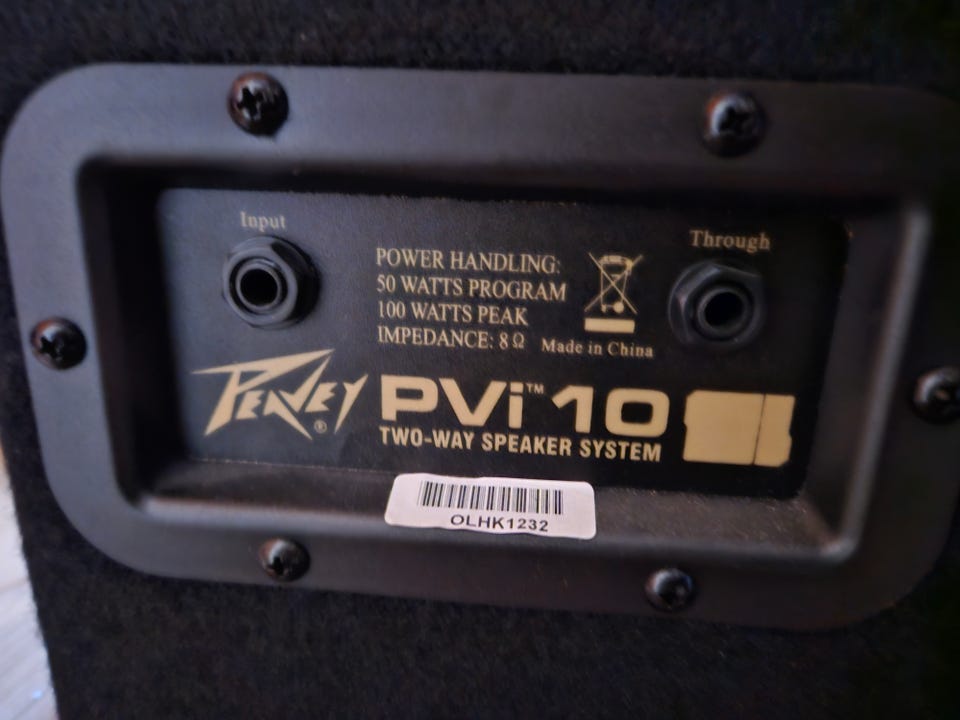 Input
Through
POWER HANDLING:
50 WATTS PROGRAM
100 WATTS PEAK
IMPEDANCE: 8Ω
Made in China
PEAVEY®
PVi™10
TWO-WAY SPEAKER SYSTEM
OLHK1232